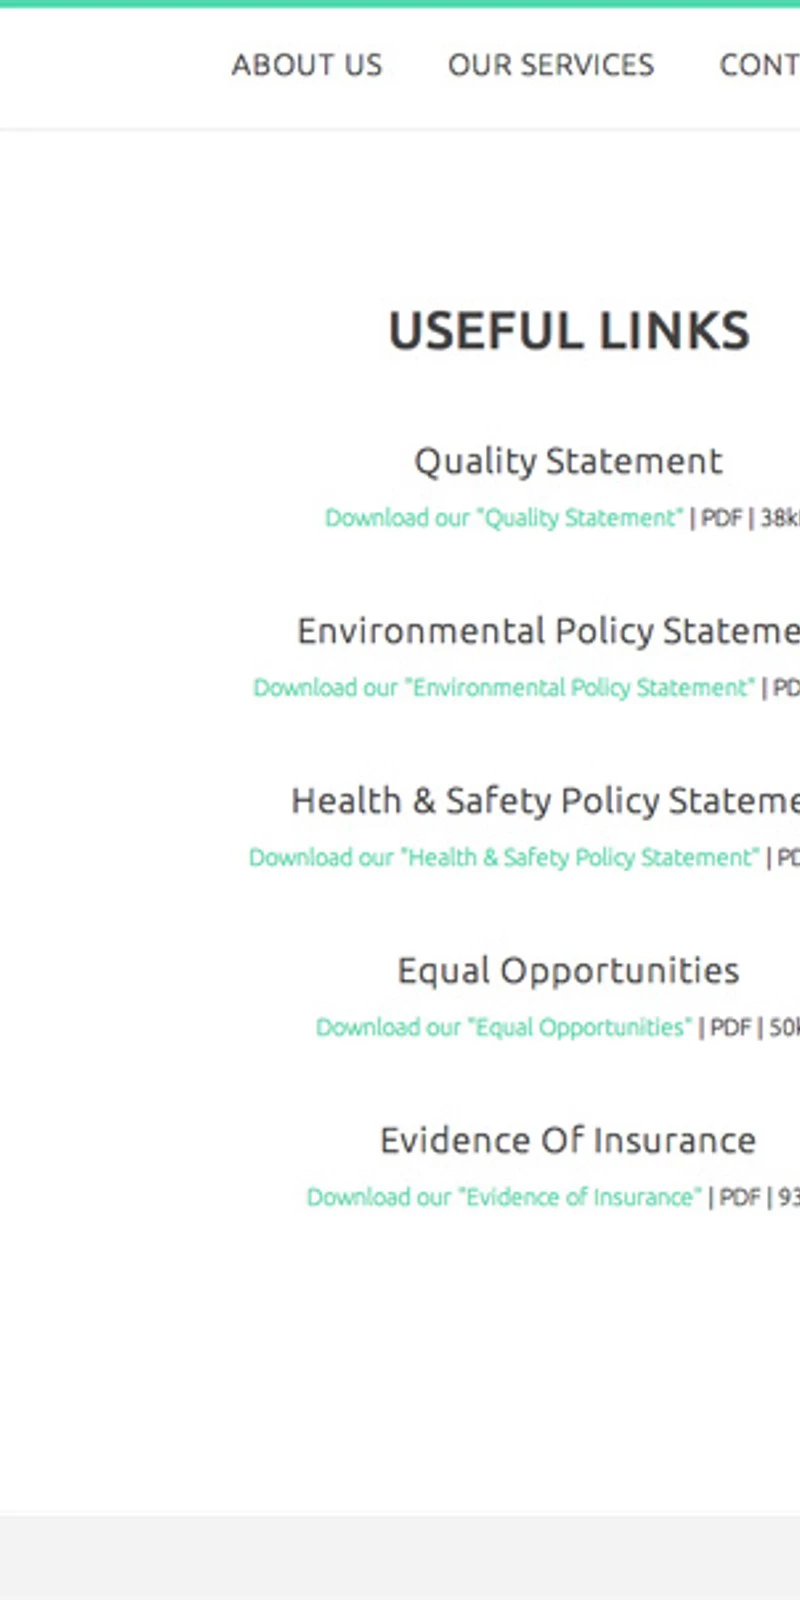 ABOUT US OUR SERVICES CONT
USEFUL LINKS
Quality Statement
Download our "Quality Statement" | PDF | 38k
Environmental Policy Stateme
Download our "Environmental Policy Statement" | PD
Health & Safety Policy Stateme
Download our "Health & Safety Policy Statement" | PD
Equal Opportunities
Download our "Equal Opportunities" | PDF | 50k
Evidence Of Insurance
Download our "Evidence of Insurance" | PDF | 93